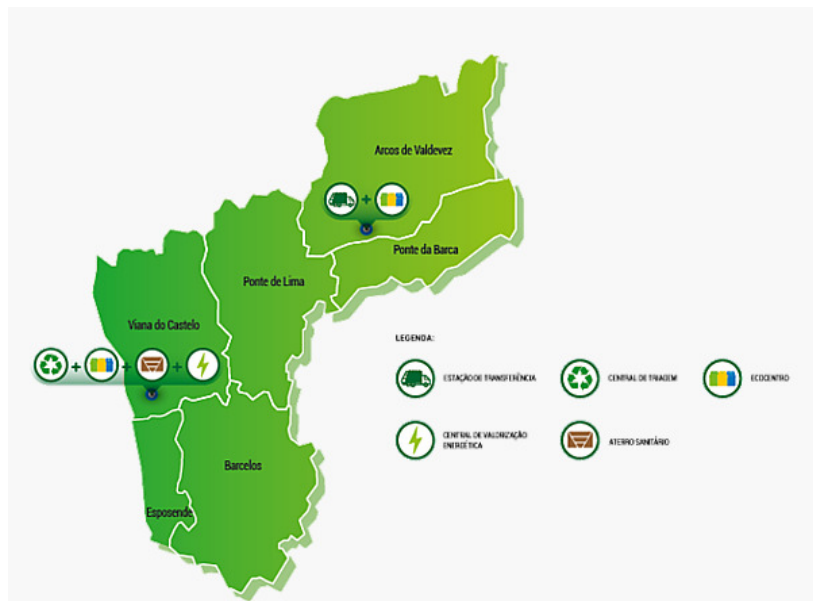 Arcos de Valdevez
Ponte da Barca
Ponte de Lima
Viana do Castelo
Barcelos
Esposende
LEGENDA:
ESTAÇÃO DE TRANSFERÊNCIA
CENTRAL DE TRIAGEM
ECOCENTRO
CENTRAL DE VALORIZAÇÃO
ENERGÉTICA
ATERRO SANITÁRIO